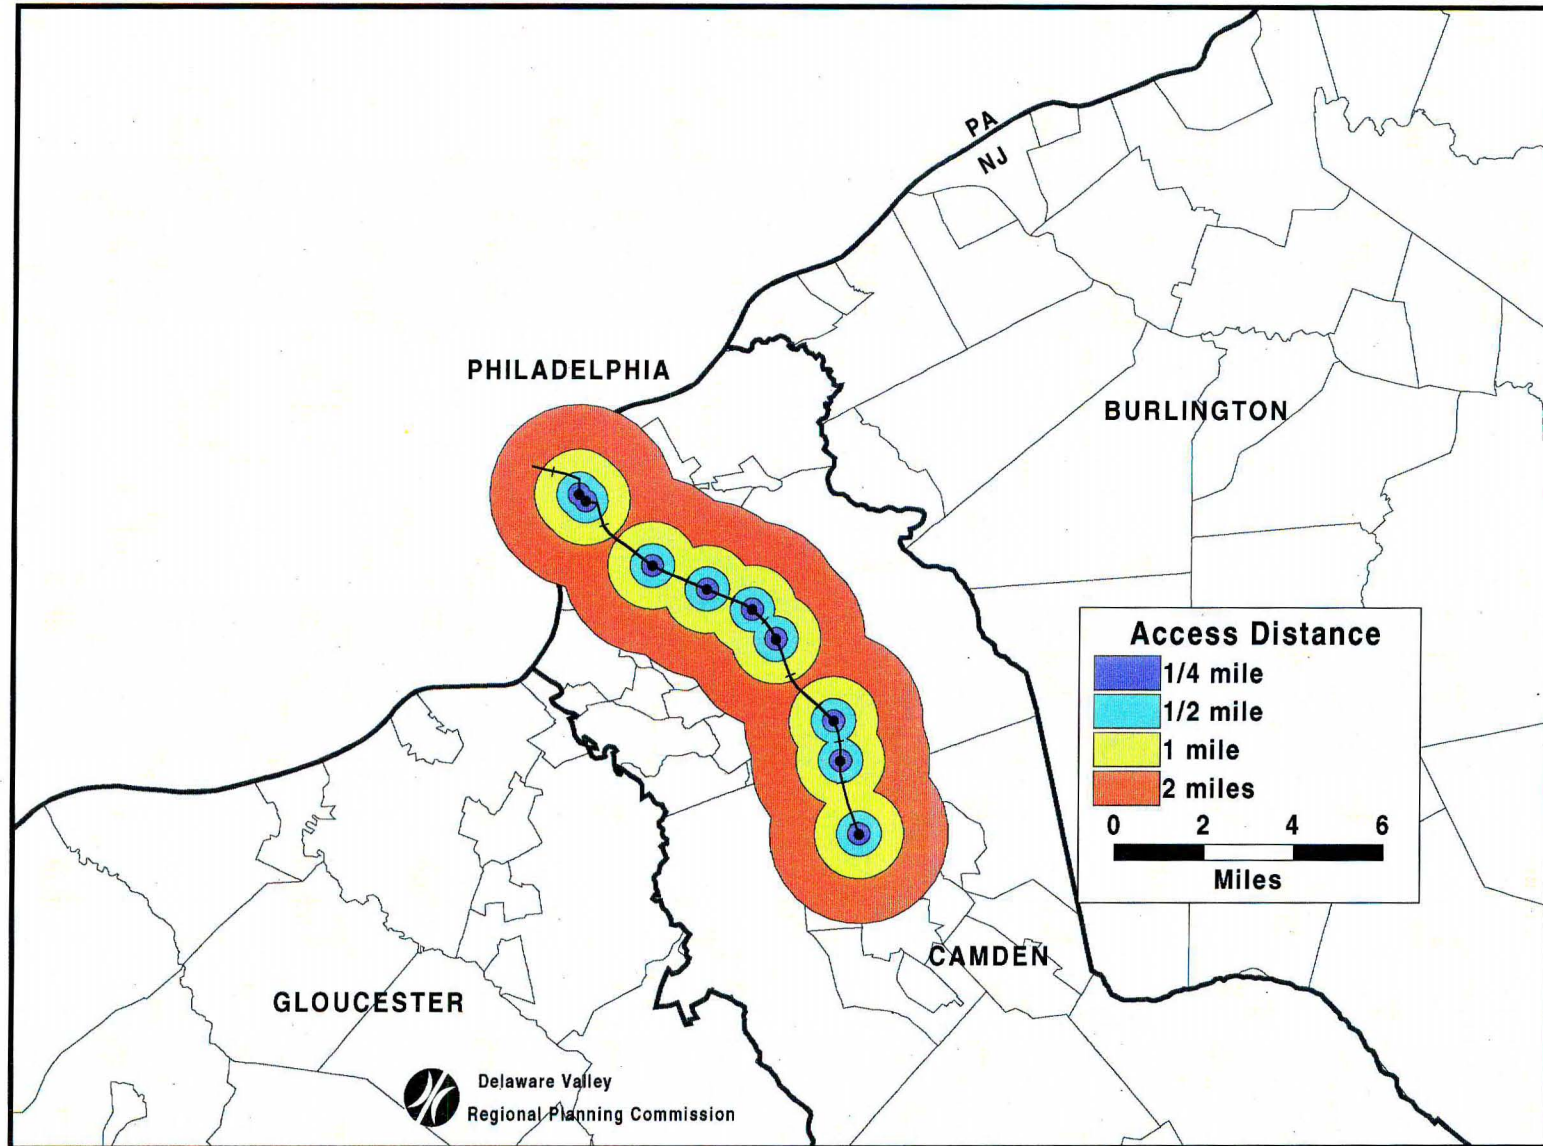 PA
NJ
PHILADELPHIA
BURLINGTON
Access Distance
1/4 mile
1/2 mile
1 mile
2 miles
0 2 4 6
Miles
CAMDEN
GLOUCESTER
Delaware Valley
Regional Planning Commission